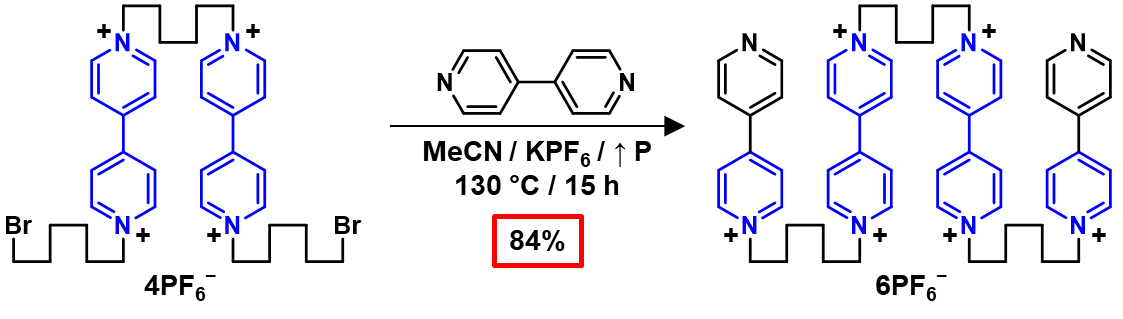 + N N +
N N
MeCN / KPF₆ / ↑ P
130 °C / 15 h
84%
Br N + N + Br
4PF₆⁻
N + N N + N
+ N N + + N N +
6PF₆⁻